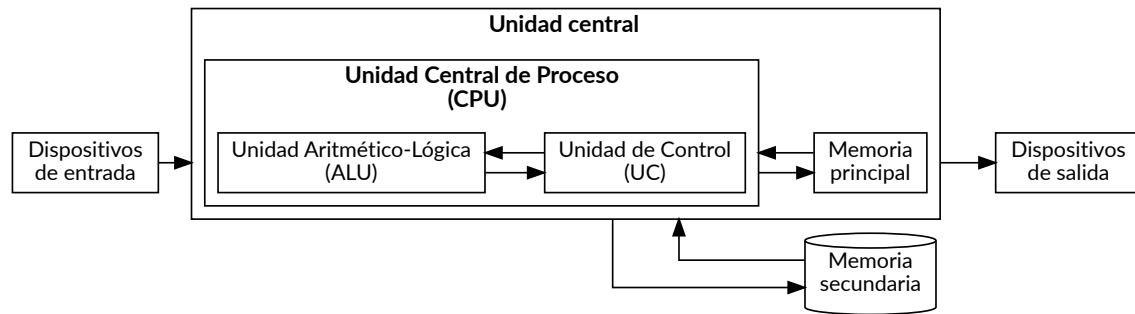 Unidad central
Unidad Central de Proceso
(CPU)
Dispositivos
de entrada
Unidad Aritmético-Lógica
(ALU)
Unidad de Control
(UC)
Memoria
principal
Dispositivos
de salida
Memoria
secundaria